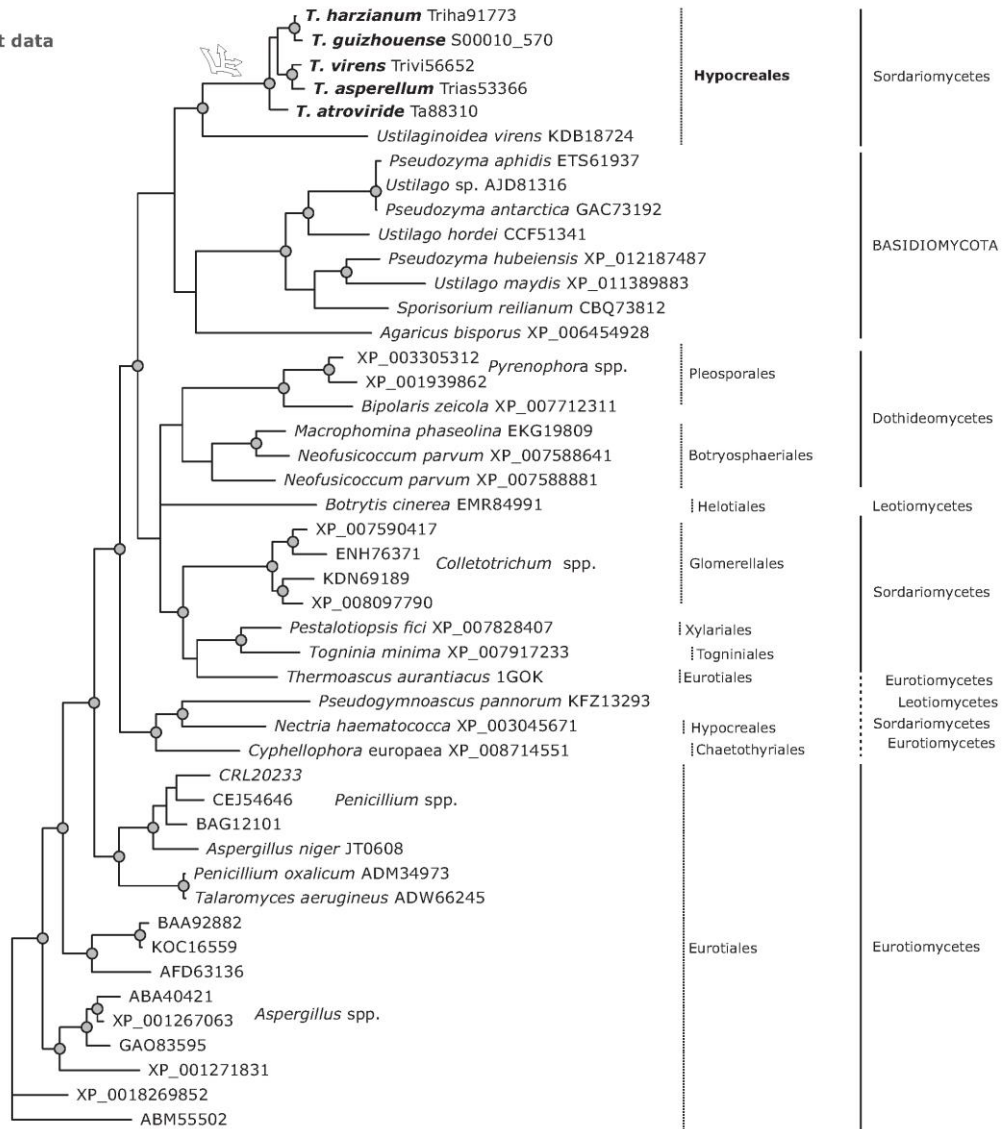 t data
T. harzianum Triha91773
T. guizhouense S00010_570
T. virens Trivi56652
T. asperellum Trias53366
T. atroviride Ta88310
Ustilaginoidea virens KDB18724
Hypocreales
Sordariomycetes
Pseudozyma aphidis ETS61937
Ustilago sp. AJD81316
Pseudozyma antarctica GAC73192
Ustilago hordei CCF51341
Pseudozyma hubeiensis XP_012187487
Ustilago maydis XP_011389883
Sporisorium reilianum CBQ73812
Agaricus bisporus XP_006454928
BASIDIOMYCOTA
XP_003305312
XP_001939862
Pyrenophora spp.
Bipolaris zeicola XP_007712311
Pleosporales
Macrophomina phaseolina EKG19809
Neofusicoccum parvum XP_007588641
Neofusicoccum parvum XP_007588881
Botryosphaeriales
Dothideomycetes
Botrytis cinerea EMR84991
Helotiales
Leotiomycetes
XP_007590417
ENH76371
KDN69189
XP_008097790
Colletotrichum spp.
Glomerellales
Pestalotiopsis fici XP_007828407
Xylariales
Togninia minima XP_007917233
Togniniales
Sordariomycetes
Thermoascus aurantiacus 1GOK
Eurotiales
Eurotiomycetes
Pseudogymnoascus pannorum KFZ13293
Leotiomycetes
Nectria haematococca XP_003045671
Hypocreales
Sordariomycetes
Cyphellophora europaea XP_008714551
Chaetothyriales
Eurotiomycetes
CRL20233
CEJ54646
BAG12101
Penicillium spp.
Aspergillus niger JT0608
Penicillium oxalicum ADM34973
Talaromyces aerugineus ADW66245
BAA92882
KOC16559
AFD63136
ABA40421
XP_001267063
GAO83595
Aspergillus spp.
XP_001271831
XP_0018269852
ABM55502
Eurotiales
Eurotiomycetes